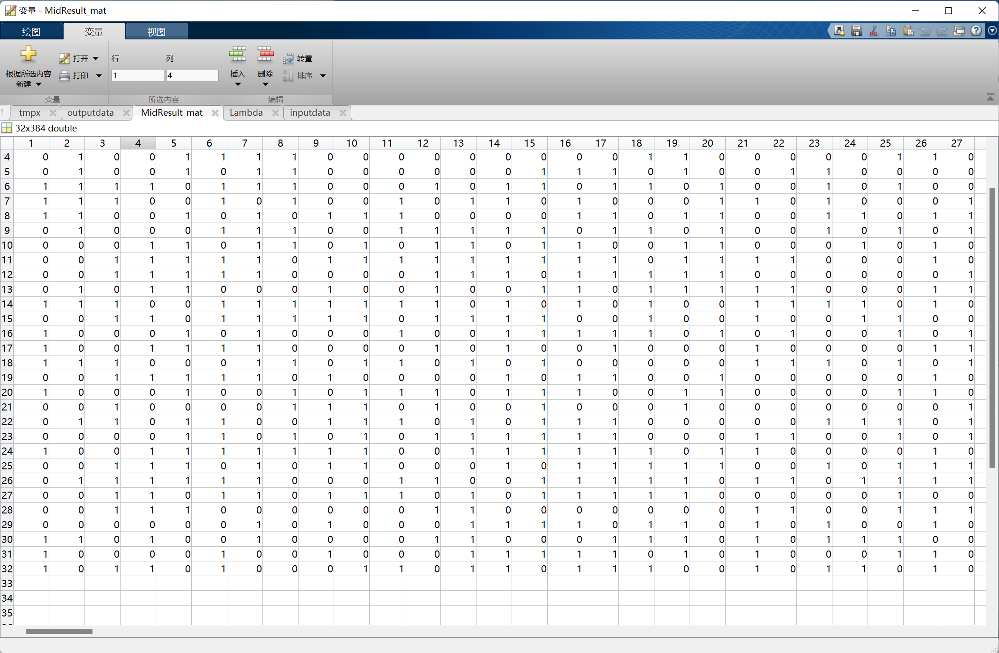 变量 - MidResult_mat
绘图 变量 视图
根据所选内容
新建
打开
打印
行 列
1 4
插入 删除
转置
排序
变量 所选内容 编辑
tmpx outputdata MidResult_mat Lambda inputdata
32x384 double
1 2 3 4 5 6 7 8 9 10 11 12 13 14 15 16 17 18 19 20 21 22 23 24 25 26 27
4 0 1 0 0 1 1 1 1 0 0 0 0 0 0 0 0 0 1 1 0 0 0 0 0 1 1 0
5 0 1 0 0 1 0 1 1 0 0 0 0 0 0 1 1 1 0 1 0 0 1 1 0 0 0 0
6 1 1 1 1 0 1 1 1 0 0 0 1 0 1 1 0 1 1 0 1 0 0 1 0 1 0 0
7 1 1 1 0 0 1 0 1 0 0 1 0 1 1 0 1 0 0 0 1 1 0 1 0 0 0 1
8 1 1 1 0 0 1 0 1 0 1 1 1 0 0 0 0 1 1 0 1 1 0 0 1 1 0 1 1
9 0 1 0 0 0 1 1 1 0 0 1 1 1 1 1 0 1 1 0 1 0 0 1 0 1 0 1
10 0 0 0 1 1 0 1 1 0 1 0 1 1 0 1 1 0 0 1 1 0 0 0 1 0 1 0
11 0 0 1 1 1 1 1 0 1 1 1 1 1 1 1 1 1 0 1 1 1 1 0 0 0 1 0
12 0 0 1 1 1 1 1 0 0 0 0 1 1 1 0 1 1 1 1 1 0 0 0 0 0 0 1
13 0 1 0 1 1 0 0 0 1 0 0 1 0 0 1 1 0 1 1 1 1 1 0 0 0 1 1
14 1 1 1 0 0 1 1 1 1 1 1 1 0 1 0 1 0 1 0 0 1 1 1 1 0 1 0
15 0 0 1 1 0 1 1 1 1 1 0 1 1 1 1 0 0 1 0 0 1 0 0 1 1 0 0
16 1 0 0 0 1 0 1 0 0 0 1 0 0 1 1 1 1 1 0 1 0 1 0 0 1 0 1
17 1 0 0 1 1 1 1 0 0 0 0 1 0 1 0 0 1 0 0 0 1 0 0 0 0 1 1
18 1 1 1 0 0 0 1 1 0 1 1 0 1 0 1 0 0 0 0 0 1 1 1 0 1 0 1
19 0 0 1 1 1 1 1 0 1 0 0 0 0 1 0 1 1 0 0 1 0 0 0 0 0 1 0
20 1 0 0 0 1 0 0 1 0 1 1 1 0 1 1 1 0 0 1 1 0 0 0 0 1 1 0
21 0 0 1 0 0 0 0 1 1 1 0 1 0 0 1 0 0 0 1 0 0 0 0 0 0 0 1
22 0 1 1 0 1 1 0 0 1 1 1 0 1 0 1 1 1 0 0 0 0 0 1 1 1 0 1
23 0 0 0 0 1 1 0 1 0 1 0 1 1 1 1 1 1 0 0 0 1 1 0 0 1 0 1
24 1 0 0 1 1 1 1 1 1 1 0 0 1 1 1 1 1 1 0 1 1 0 0 0 0 1 0
25 0 0 1 1 1 0 1 0 1 1 0 0 0 1 0 1 1 1 1 1 0 0 1 0 1 1 1
26 0 1 1 1 1 1 1 0 0 0 1 1 0 0 1 1 1 1 1 0 1 1 0 1 1 1 1
27 0 0 1 1 0 1 1 0 1 1 1 0 1 0 1 1 1 1 1 0 0 0 0 0 1 0 0
28 0 0 1 1 1 0 0 0 0 0 0 1 1 0 0 0 0 0 0 0 1 1 0 0 1 1 1
29 0 0 0 0 0 0 1 0 1 0 0 0 1 1 1 1 0 1 1 0 1 0 1 0 0 1 0
30 1 1 0 1 0 0 1 0 0 0 0 1 1 0 0 0 1 1 1 0 1 0 1 1 1 0 0
31 1 0 0 0 0 1 0 0 1 0 0 0 1 1 1 1 1 0 1 0 1 0 0 0 1 1 0
32 1 0 1 1 0 1 0 0 0 1 1 0 1 1 0 1 1 1 0 0 1 0 1 1 0 1 0
33
34
35